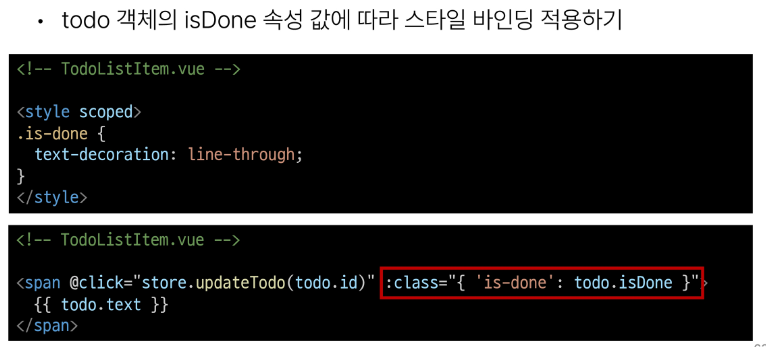 • todo 객체의 isDone 속성 값에 따라 스타일 바인딩 적용하기
<!-- TodoListItem.vue -->
<style scoped>
.is-done {
  text-decoration: line-through;
}
</style>
<!-- TodoListItem.vue -->
<span @click="store.updateTodo(todo.id)" :class="{ 'is-done': todo.isDone }">
  {{ todo.text }}
</span>